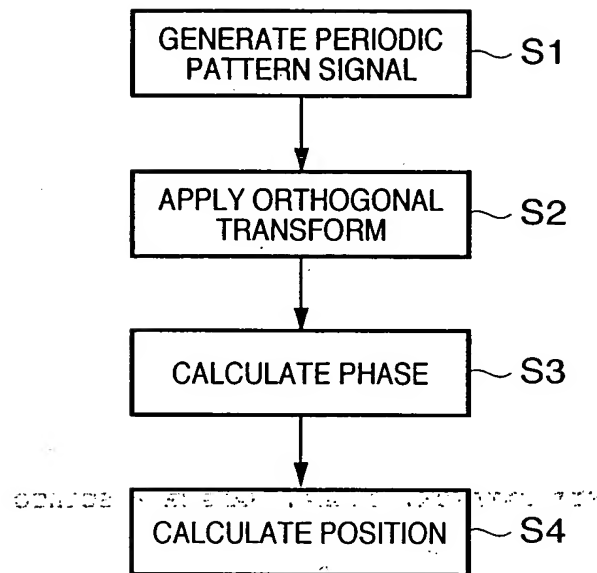 GENERATE PERIODIC
PATTERN SIGNAL
S1
APPLY ORTHOGONAL
TRANSFORM
S2
CALCULATE PHASE
S3
CALCULATE POSITION
S4